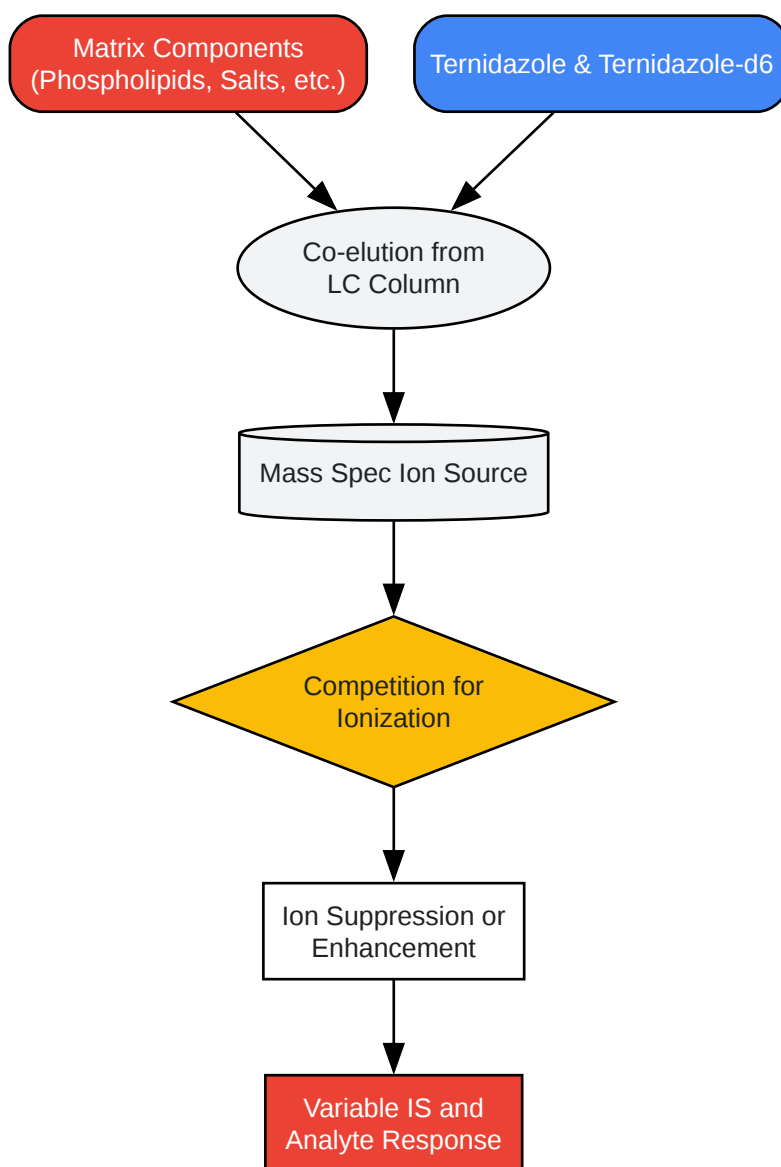 Matrix Components
(Phospholipids, Salts, etc.)
Ternidazole & Ternidazole-d6
Co-elution from
LC Column
Mass Spec Ion Source
Competition for
Ionization
Ion Suppression or
Enhancement
Variable IS and
Analyte Response